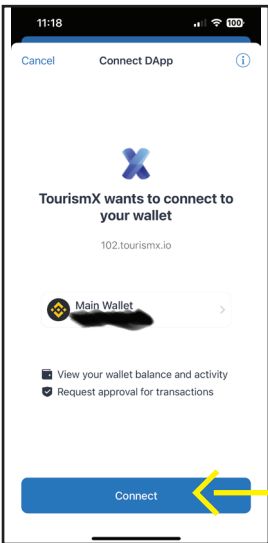 11:18
100
Cancel
Connect DApp
TourismX wants to connect to
your wallet
102.tourismx.io
Main Wallet
View your wallet balance and activity
Request approval for transactions
Connect